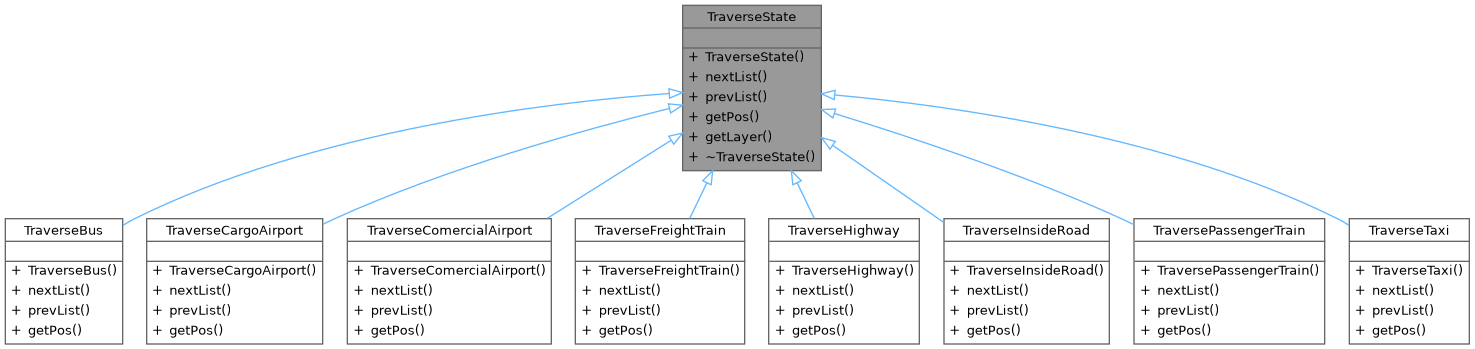 TraverseState
+ TraverseState()
+ nextList()
+ prevList()
+ getPos()
+ getLayer()
+ ~TraverseState()
TraverseBus
+ TraverseBus()
+ nextList()
+ prevList()
+ getPos()
TraverseCargoAirport
+ TraverseCargoAirport()
+ nextList()
+ prevList()
+ getPos()
TraverseComercialAirport
+ TraverseComercialAirport()
+ nextList()
+ prevList()
+ getPos()
TraverseFreightTrain
+ TraverseFreightTrain()
+ nextList()
+ prevList()
+ getPos()
TraverseHighway
+ TraverseHighway()
+ nextList()
+ prevList()
+ getPos()
TraverseInsideRoad
+ TraverseInsideRoad()
+ nextList()
+ prevList()
+ getPos()
TraversePassengerTrain
+ TraversePassengerTrain()
+ nextList()
+ prevList()
+ getPos()
TraverseTaxi
+ TraverseTaxi()
+ nextList()
+ prevList()
+ getPos()